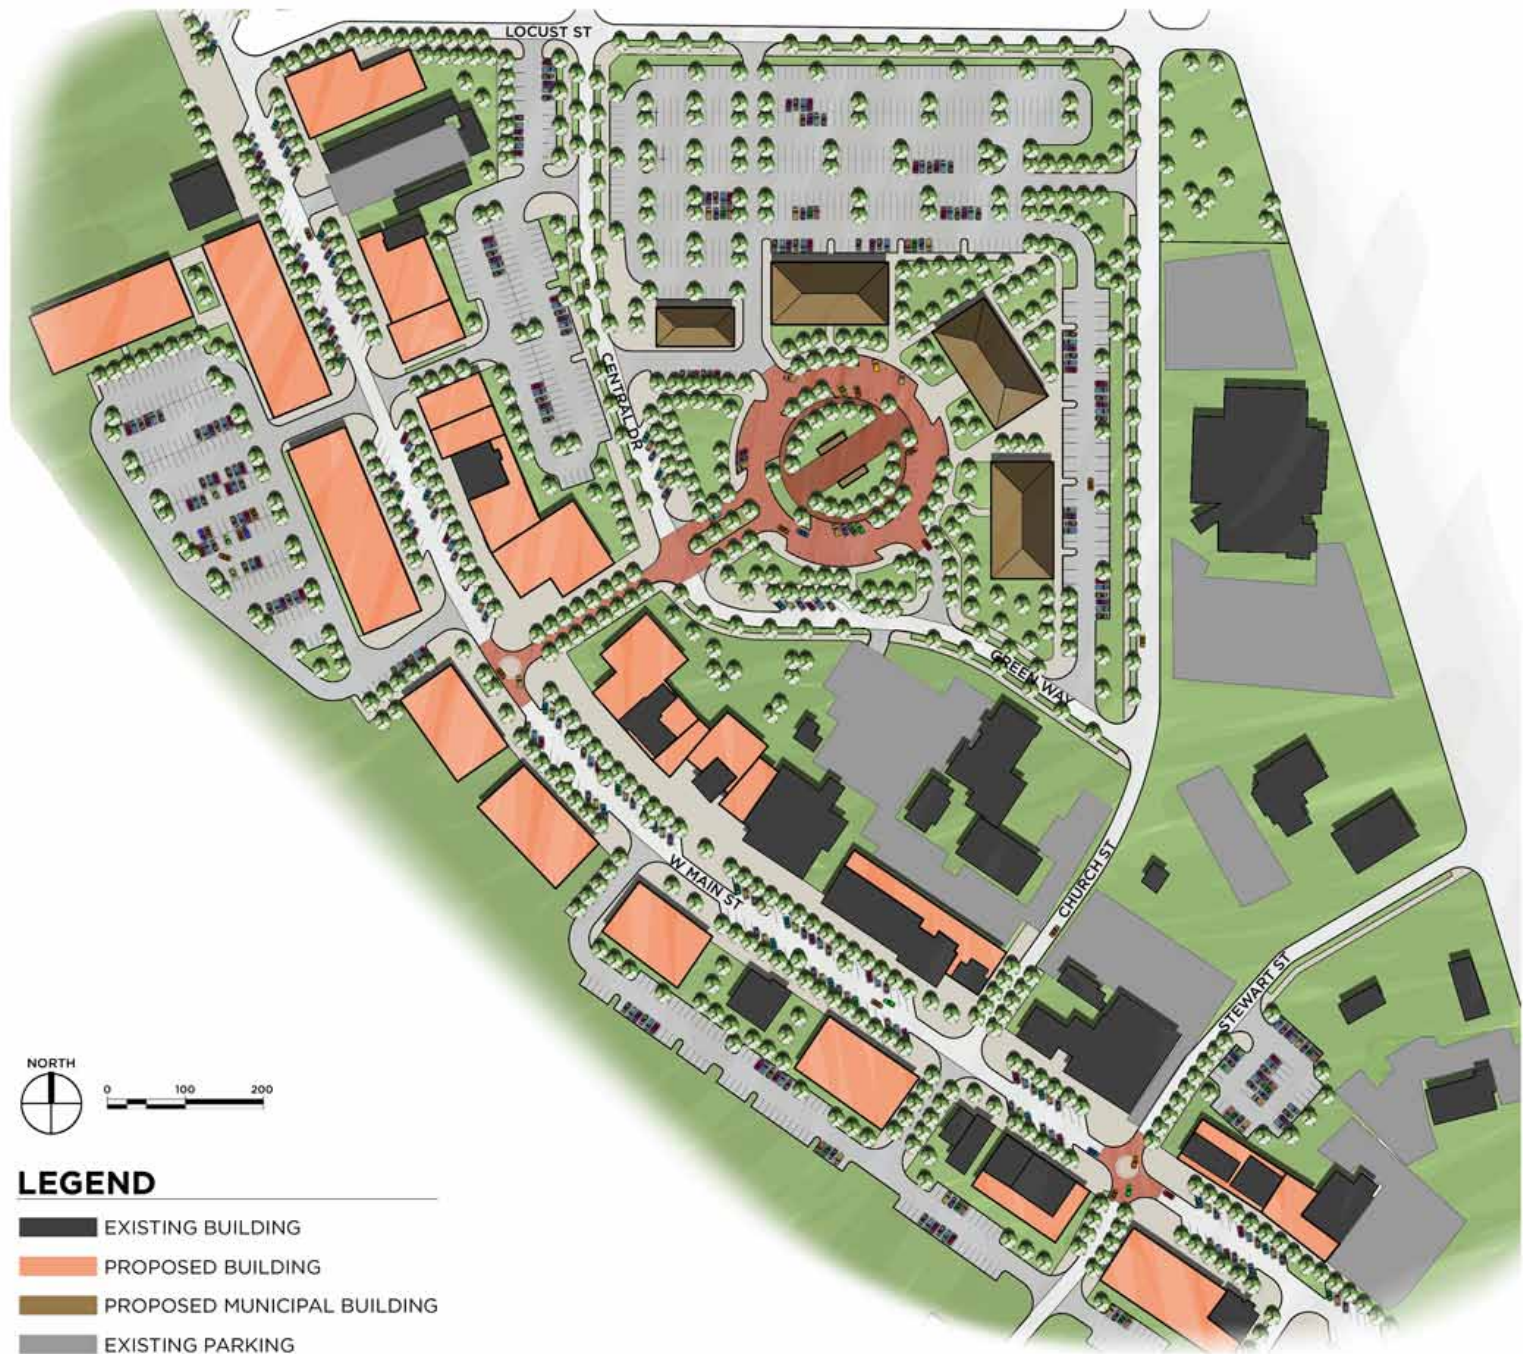 LOCUST ST
CENTRAL DR
GREEN WAY
W MAIN ST
CHURCH ST
STEWART ST
NORTH
0 100 200
LEGEND
EXISTING BUILDING
PROPOSED BUILDING
PROPOSED MUNICIPAL BUILDING
EXISTING PARKING